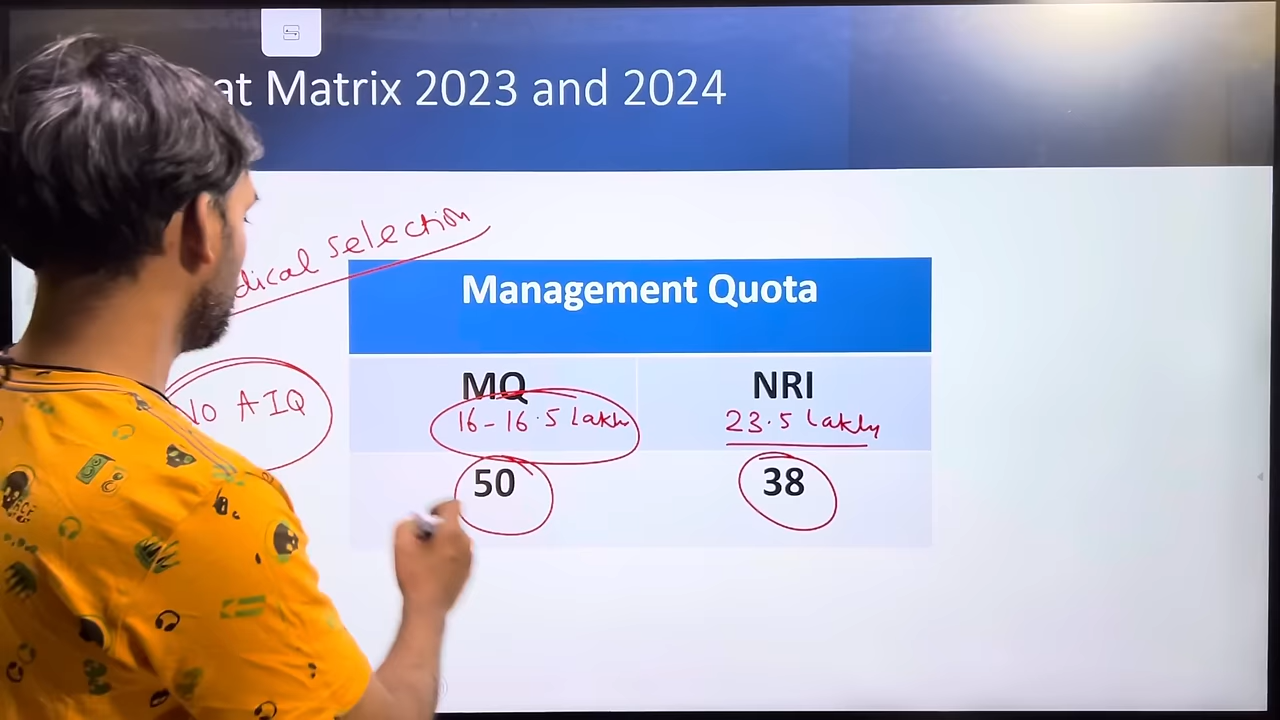 at Matrix 2023 and 2024
dical Selection
Management Quota
MQ NRI
No AIQ
16-16.5 lakh 23.5 Lakhs
50 38